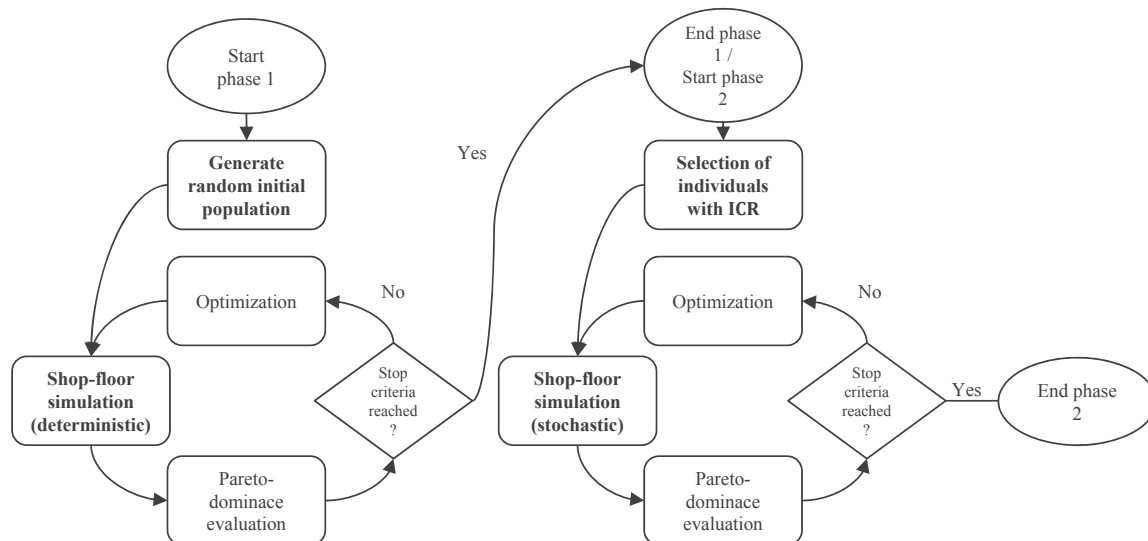 Start
phase 1
Generate
random initial
population
Optimization
No
Shop-floor
simulation
(deterministic)
Stop
criteria
reached
?
Pareto-
dominace
evaluation
Yes
End phase
1 /
Start phase
2
Selection of
individuals
with ICR
Optimization
No
Shop-floor
simulation
(stochastic)
Stop
criteria
reached
?
Pareto-
dominace
evaluation
Yes
End phase
2